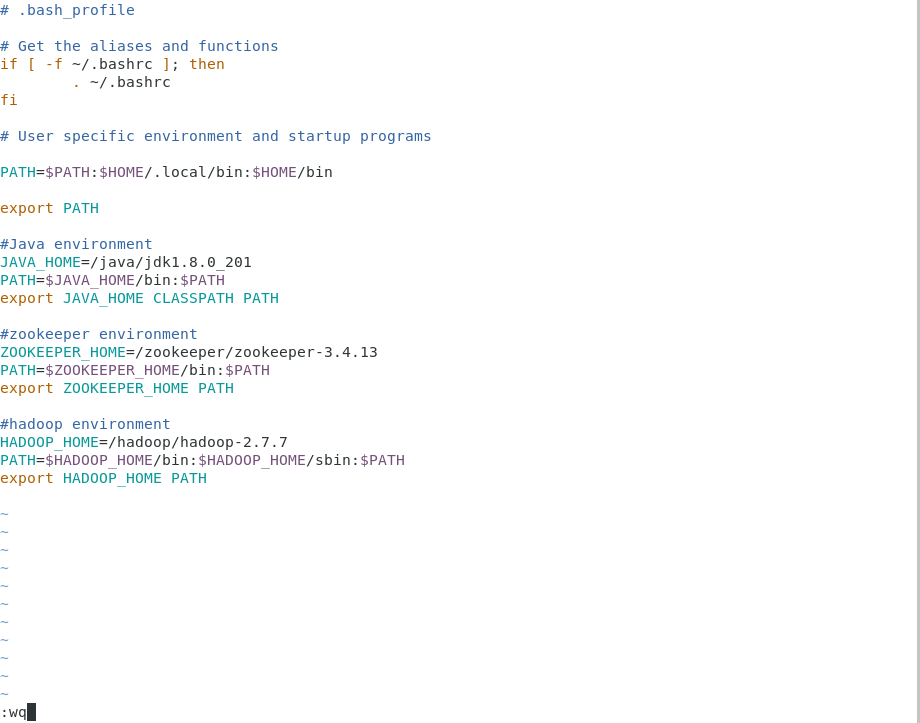 # .bash_profile
# Get the aliases and functions
if [ -f ~/.bashrc ]; then
        . ~/.bashrc
fi
# User specific environment and startup programs
PATH=$PATH:$HOME/.local/bin:$HOME/bin
export PATH
#Java environment
JAVA_HOME=/java/jdk1.8.0_201
PATH=$JAVA_HOME/bin:$PATH
export JAVA_HOME CLASSPATH PATH
#zookeeper environment
ZOOKEEPER_HOME=/zookeeper/zookeeper-3.4.13
PATH=$ZOOKEEPER_HOME/bin:$PATH
export ZOOKEEPER_HOME PATH
#hadoop environment
HADOOP_HOME=/hadoop/hadoop-2.7.7
PATH=$HADOOP_HOME/bin:$HADOOP_HOME/sbin:$PATH
export HADOOP_HOME PATH
~
~
~
~
~
~
~
~
~
~
~
:wq